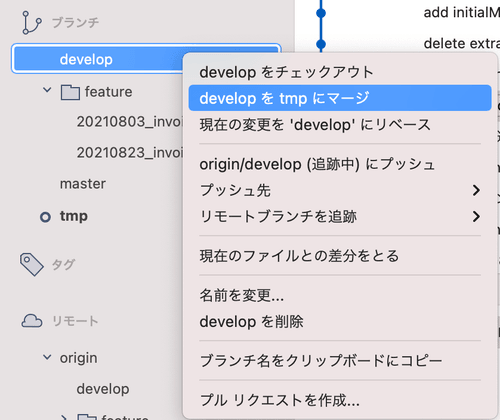 ブランチ
add initialM
develop
delete extra
feature
20210803_invoi
20210823_invoi
master
tmp
タグ
リモート
origin
develop
feature
develop をチェックアウト
develop を tmp にマージ
現在の変更を 'develop' にリベース
origin/develop (追跡中) にプッシュ
プッシュ先
リモートブランチを追跡
現在のファイルとの差分をとる
名前を変更...
develop を削除
ブランチ名をクリップボードにコピー
プル リクエストを作成...